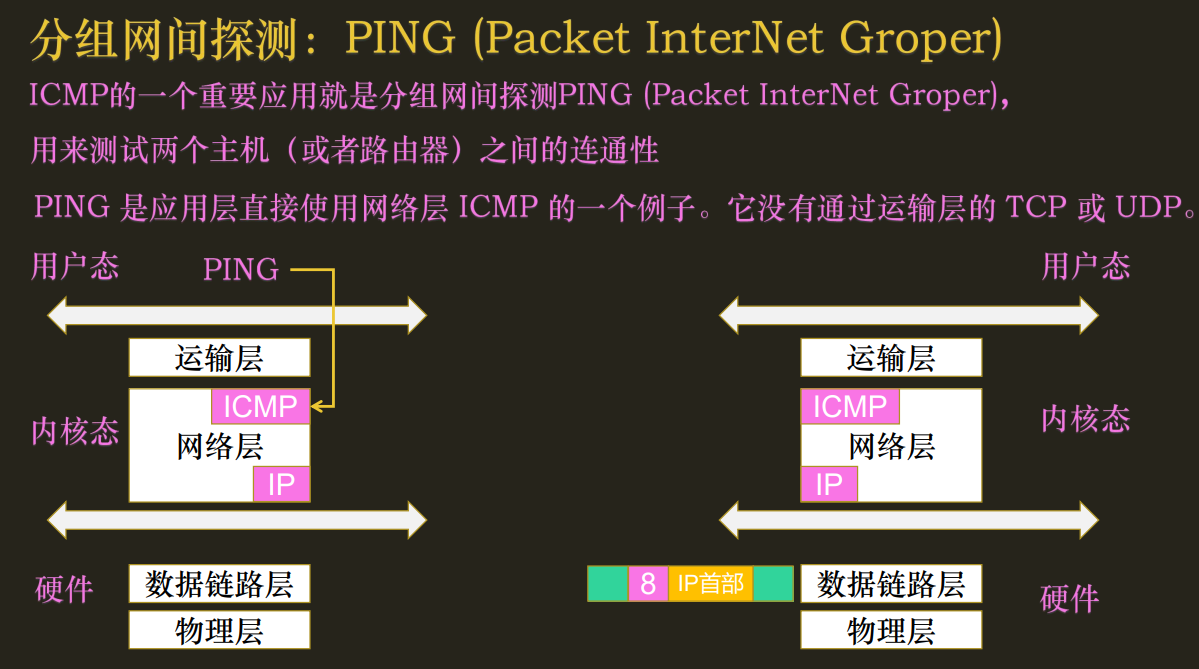 分组网间探测：PING (Packet InterNet Groper)
ICMP的一个重要应用就是分组网间探测PING (Packet InterNet Groper)，
用来测试两个主机（或者路由器）之间的连通性
PING 是应用层直接使用网络层 ICMP 的一个例子。它没有通过运输层的 TCP 或 UDP。
用户态
PING
用户态
运输层
运输层
ICMP
ICMP
内核态
网络层
网络层
内核态
IP
IP
硬件
数据链路层
8
IP首部
数据链路层
硬件
物理层
物理层